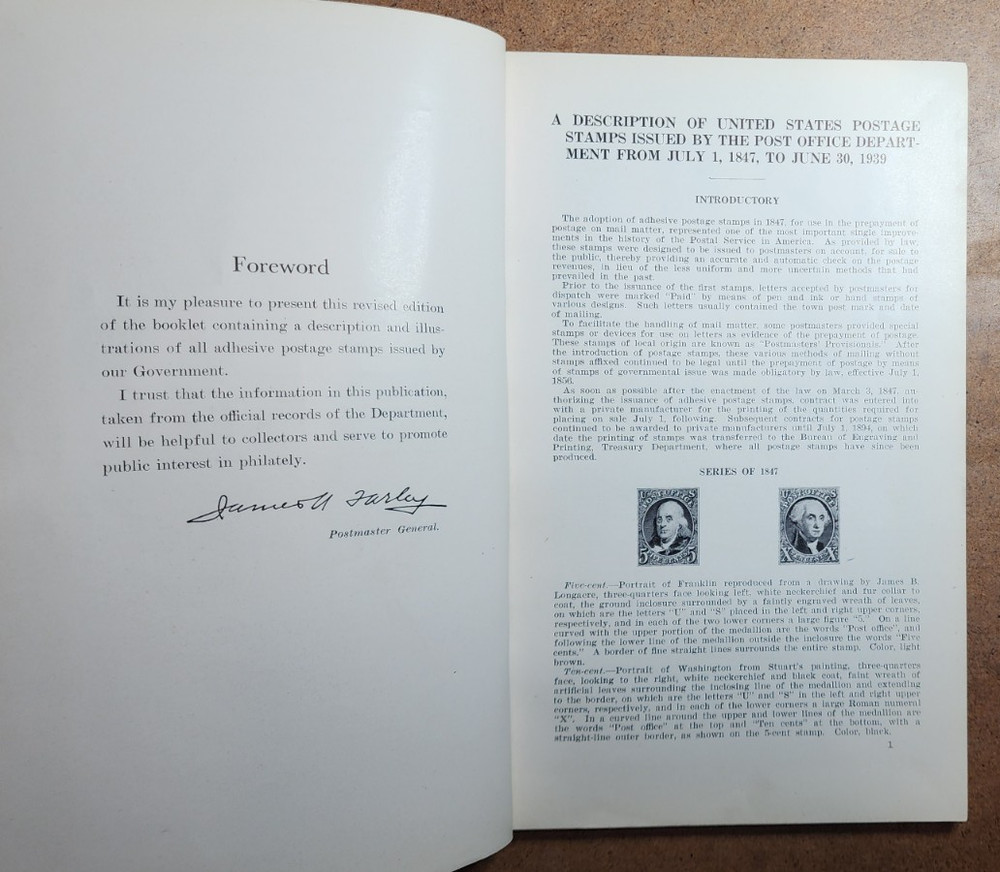 Foreword
It is my pleasure to present this revised edition
of the booklet containing a description and illus-
trations of all adhesive postage stamps issued by
our Government.
I trust that the information in this publication,
taken from the official records of the Department,
will be helpful to collectors and serve to promote
public interest in philately.
James A Farley
Postmaster General.
A DESCRIPTION OF UNITED STATES POSTAGE
STAMPS ISSUED BY THE POST OFFICE DEPART-
MENT FROM JULY 1, 1847, TO JUNE 30, 1939
INTRODUCTORY
The adoption of adhesive postage stamps in 1847, for use in the prepayment of
postage on mail matter, represented one of the most important single improve-
ments in the history of the Postal Service in America. As provided by law,
these stamps were designed to be issued to postmasters on account, for sale to
the public, thereby providing an accurate and automatic check on the postage
revenues, in lieu of the less uniform and more uncertain methods that had
prevailed in the past.
Prior to the issuance of the first stamps, letters accepted by postmasters for
dispatch were marked "Paid" by means of pen and ink or hand stamps of
various designs. Such letters usually contained the town post mark and date
of mailing.
To facilitate the handling of mail matter, some postmasters provided special
stamps or devices for use on letters as evidence of the prepayment of postage.
These stamps of local origin are known as "Postmasters' Provisionals." After
the introduction of postage stamps, these various methods of mailing without
stamps affixed continued to be legal until the prepayment of postage by means
of stamps of governmental issue was made obligatory by law, effective July 1,
1856.
As soon as possible after the enactment of the law on March 3, 1847, au-
thorizing the issuance of adhesive postage stamps, contract was entered into
with a private manufacturer for the printing of the quantities required for
placing on sale July 1, following. Subsequent contracts for postage stamps
continued to be awarded to private manufacturers until July 1, 1894, on which
date the printing of stamps was transferred to the Bureau of Engraving and
Printing, Treasury Department, where all postage stamps have since been
produced.
SERIES OF 1847
POST OFFICE
5 5
POST OFFICE
Five-cent.—Portrait of Franklin reproduced from a drawing by James B.
Longacre, three-quarters face looking left, white neckerchief and fur collar to
coat, the ground inclosure surrounded by a faintly engraved wreath of leaves,
on which are the letters "U" and "S" placed in the left and right upper corners,
respectively, and in each of the two lower corners a large figure "5." On a line
curved with the upper portion of the medallion are the words "Post office", and
following the lower line of the medallion outside the inclosure the words "Five
cents." A border of fine straight lines surrounds the entire stamp. Color, light
brown.
Ten-cent.—Portrait of Washington from Stuart's painting, three-quarters
face, looking to the right, white neckerchief and black coat, faint wreath of
artificial leaves surrounding the inclosing line of the medallion and extending
to the border, on which are the letters "U" and "S" in the left and right upper
corners, respectively, and in each of the lower corners a large Roman numeral
"X". In a curved line around the upper and lower lines of the medallion are
the words "Post office" at the top and "Ten cents" at the bottom, with a
straight-line outer border, as shown on the 5-cent stamp. Color, black.
1